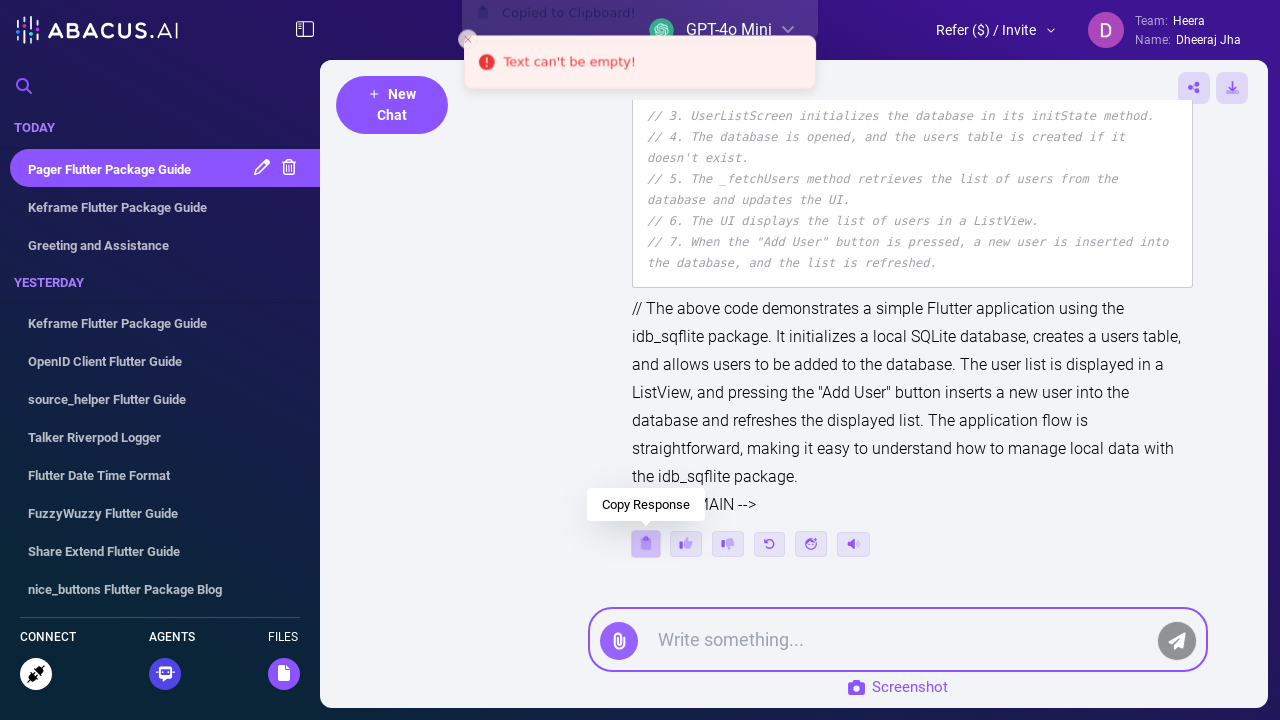 ABACUS.AI
Copied to Clipboard!
GPT-4o Mini
Refer ($) / Invite
D
Team: Heera
Name: Dheeraj Jha
Text can't be empty!
+ New
Chat
TODAY
Pager Flutter Package Guide
Keframe Flutter Package Guide
Greeting and Assistance
YESTERDAY
Keframe Flutter Package Guide
OpenID Client Flutter Guide
source_helper Flutter Guide
Talker Riverpod Logger
Flutter Date Time Format
FuzzyWuzzy Flutter Guide
Share Extend Flutter Guide
nice_buttons Flutter Package Blog
CONNECT
AGENTS
FILES
// 3. UserListScreen initializes the database in its initState method.
// 4. The database is opened, and the users table is created if it
doesn't exist.
// 5. The _fetchUsers method retrieves the list of users from the
database and updates the UI.
// 6. The UI displays the list of users in a ListView.
// 7. When the "Add User" button is pressed, a new user is inserted into
the database, and the list is refreshed.
// The above code demonstrates a simple Flutter application using the
idb_sqflite package. It initializes a local SQLite database, creates a users table,
and allows users to be added to the database. The user list is displayed in a
ListView, and pressing the "Add User" button inserts a new user into the
database and refreshes the displayed list. The application flow is
straightforward, making it easy to understand how to manage local data with
the idb_sqflite package.
MAIN -->
Copy Response
Write something...
Screenshot